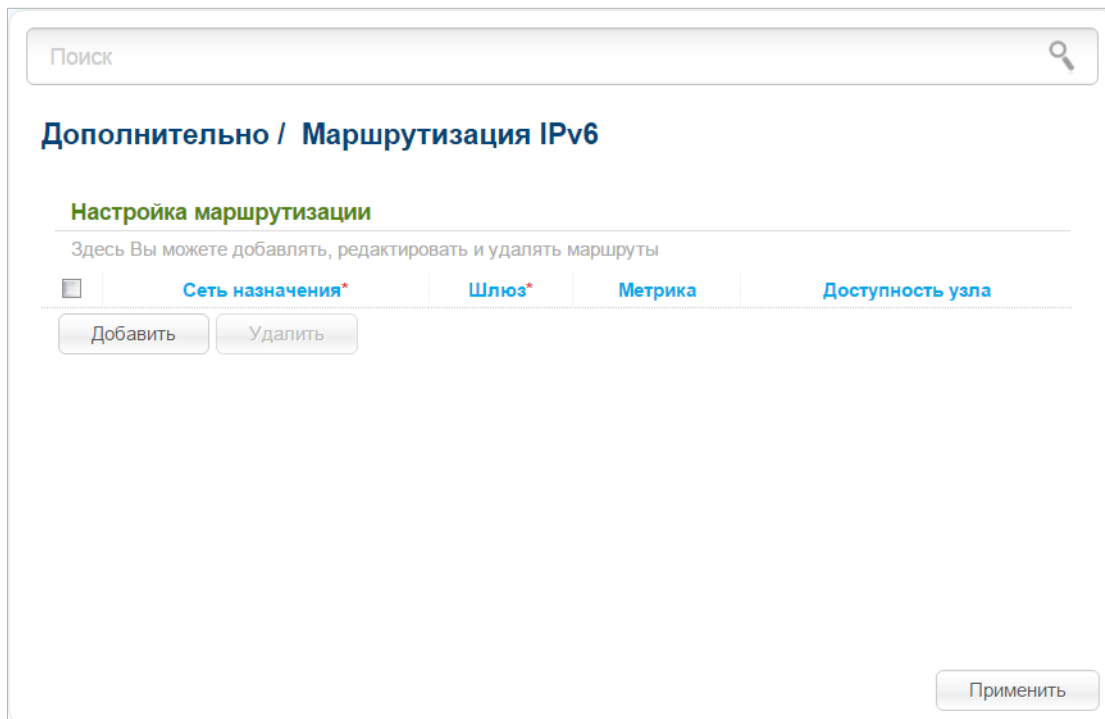 Поиск
Дополнительно / Маршрутизация IPv6
Настройка маршрутизации
Здесь Вы можете добавлять, редактировать и удалять маршруты
Сеть назначения* Шлюз* Метрика Доступность узла
Добавить Удалить
Применить